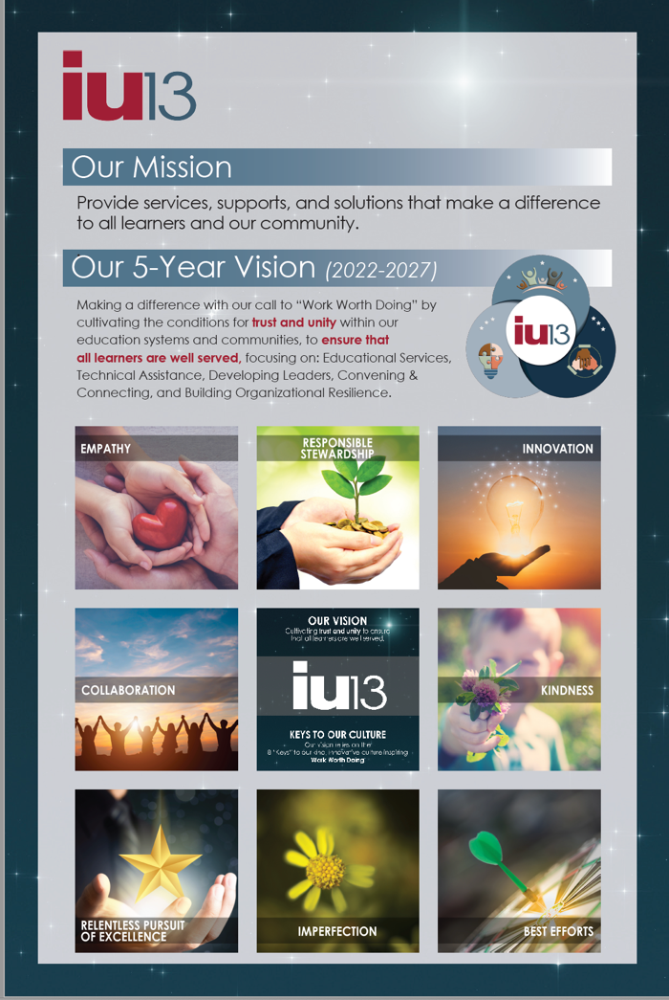 iu13
Our Mission
Provide services, supports, and solutions that make a difference
to all learners and our community.
Our 5-Year Vision (2022-2027)
Making a difference with our call to “Work Worth Doing” by
cultivating the conditions for trust and unity within our
education systems and communities, to ensure that
all learners are well served, focusing on: Educational Services,
Technical Assistance, Developing Leaders, Convening &
Connecting, and Building Organizational Resilience.
iu13
EMPATHY
RESPONSIBLE
STEWARDSHIP
INNOVATION
COLLABORATION
OUR VISION
Cultivating trust and unity to ensure
that all learners are well served.
iu13
KEYS TO OUR CULTURE
Our vision relies on the
8 "Keys" to our kind, innovative culture inspiring
Work Worth Doing
KINDNESS
RELENTLESS PURSUIT
OF EXCELLENCE
IMPERFECTION
BEST EFFORTS